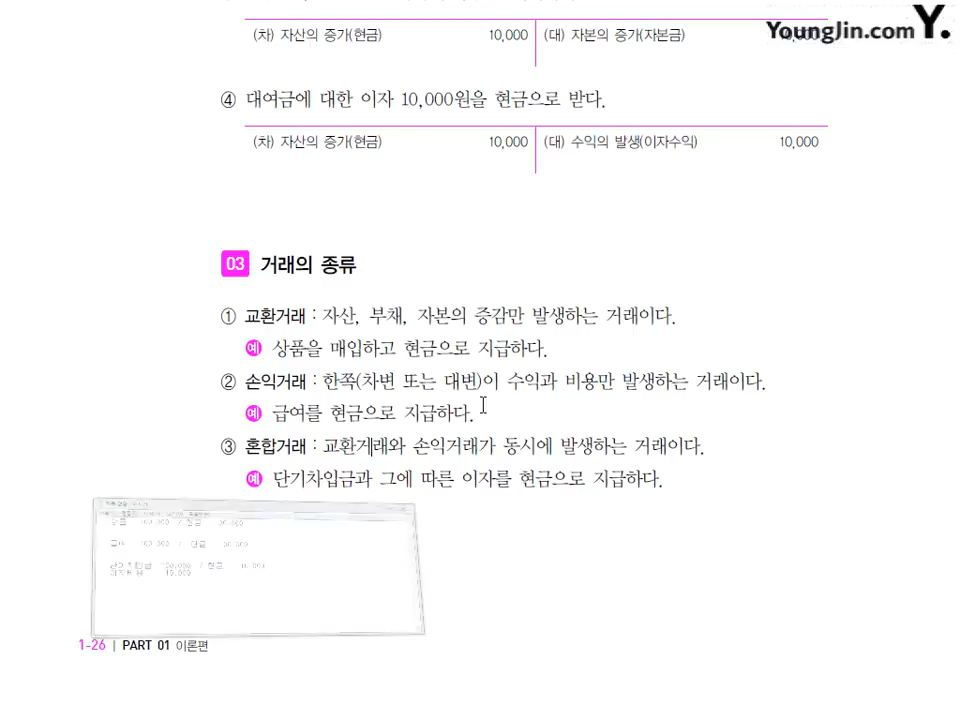 YoungJin.com Y.
(차) 자산의 증가(현금) 10,000 (대) 자본의 증가(자본금)
④ 대여금에 대한 이자 10,000원을 현금으로 받다.
(차) 자산의 증가(현금) 10,000 (대) 수익의 발생(이자수익) 10,000
03 거래의 종류
① 교환거래 : 자산, 부채, 자본의 증감만 발생하는 거래이다.
예 상품을 매입하고 현금으로 지급하다.
② 손익거래 : 한쪽(차변 또는 대변)이 수익과 비용만 발생하는 거래이다.
예 급여를 현금으로 지급하다.
③ 혼합거래 : 교환거래와 손익거래가 동시에 발생하는 거래이다.
예 단기차입금과 그에 따른 이자를 현금으로 지급하다.
1-26 | PART 01 이론편